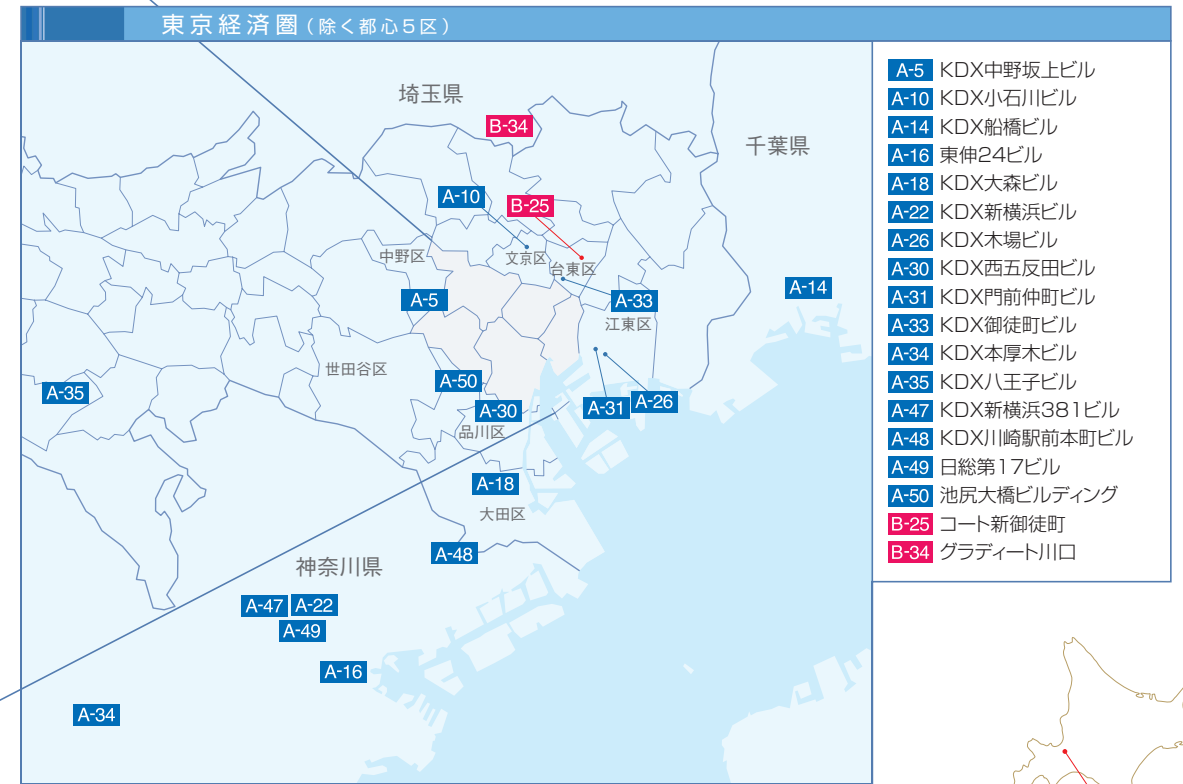 東京経済圏(除く都心5区)
埼玉県
B-34
千葉県
A-10
B-25
中野区
文京区
台東区
A-5
A-33
A-14
江東区
世田谷区
A-50
A-35
A-30
A-31
A-26
品川区
A-18
大田区
A-48
神奈川県
A-47
A-22
A-49
A-16
A-34
A-5 KDX中野坂上ビル
A-10 KDX小石川ビル
A-14 KDX船橋ビル
A-16 東伸24ビル
A-18 KDX大森ビル
A-22 KDX新横浜ビル
A-26 KDX木場ビル
A-30 KDX西五反田ビル
A-31 KDX門前仲町ビル
A-33 KDX御徒町ビル
A-34 KDX本厚木ビル
A-35 KDX八王子ビル
A-47 KDX新横浜381ビル
A-48 KDX川崎駅前本町ビル
A-49 日総第17ビル
A-50 池尻大橋ビルディング
B-25 コート新御徒町
B-34 グラディート川口